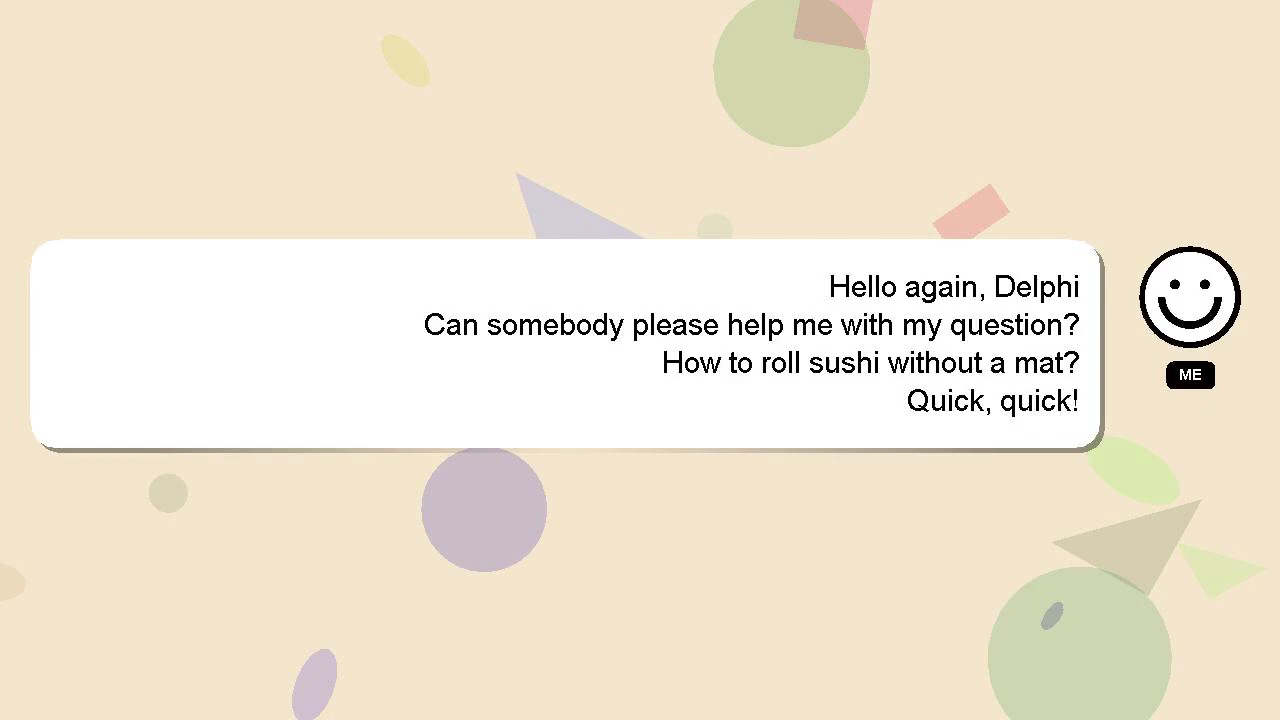 Hello again, Delphi
Can somebody please help me with my question?
How to roll sushi without a mat?
Quick, quick!
ME